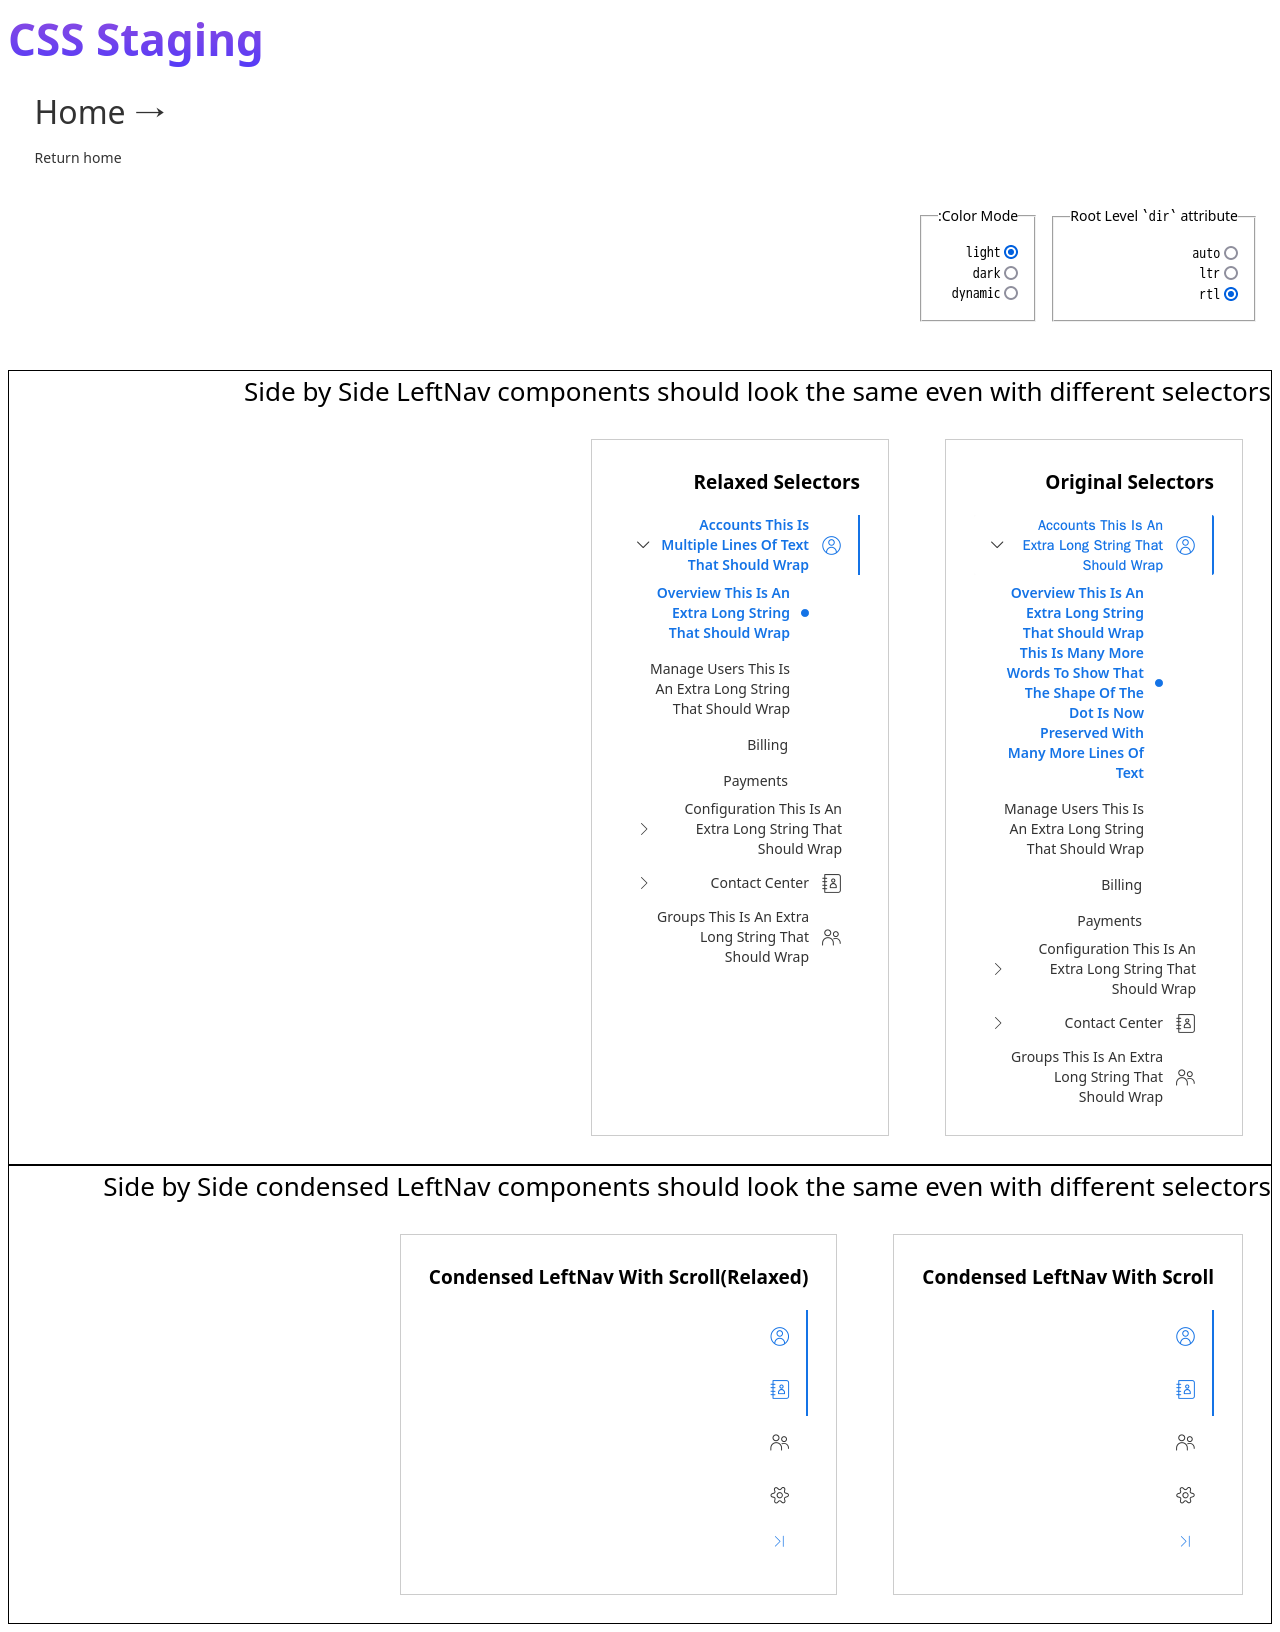 CSS Staging
Home →
Return home
Root Level `dir` attribute
auto
ltr
rtl
:Color Mode
light
dark
dynamic
Side by Side LeftNav components should look the same even with different selectors
Original Selectors
Accounts This Is An
Extra Long String That
Should Wrap
Overview This Is An
Extra Long String
That Should Wrap
This Is Many More
Words To Show That
The Shape Of The
Dot Is Now
Preserved With
Many More Lines Of
Text
Manage Users This Is
An Extra Long String
That Should Wrap
Billing
Payments
Configuration This Is An
Extra Long String That
Should Wrap
Contact Center
Groups This Is An Extra
Long String That
Should Wrap
Relaxed Selectors
Accounts This Is
Multiple Lines Of Text
That Should Wrap
Overview This Is An
Extra Long String
That Should Wrap
Manage Users This Is
An Extra Long String
That Should Wrap
Billing
Payments
Configuration This Is An
Extra Long String That
Should Wrap
Contact Center
Groups This Is An Extra
Long String That
Should Wrap
Side by Side condensed LeftNav components should look the same even with different selectors
Condensed LeftNav With Scroll
Condensed LeftNav With Scroll(Relaxed)